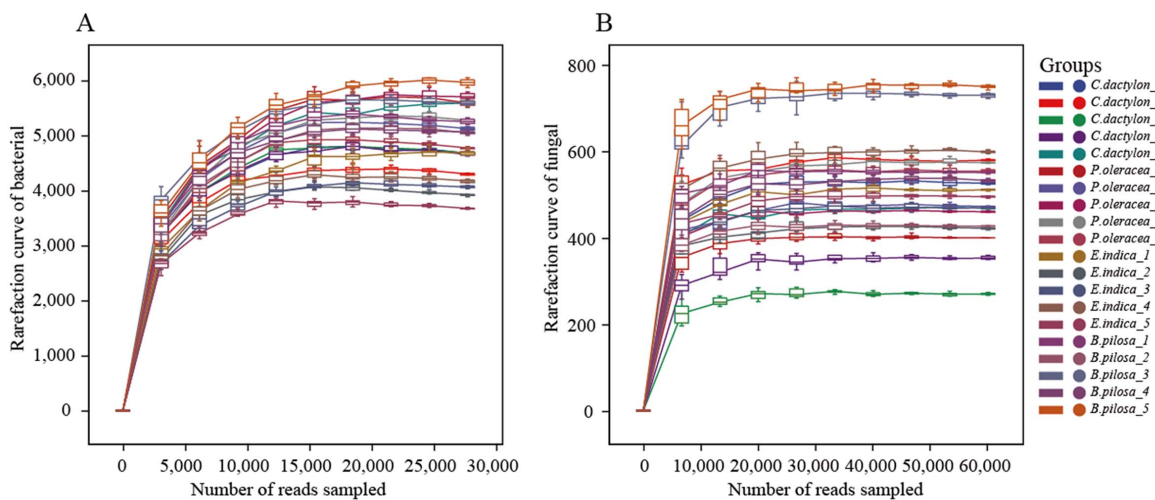 A
B
Rarefaction curve of bacterial
6,000
5,000
4,000
3,000
2,000
1,000
0
0 5,000 10,000 15,000 20,000 25,000 30,000
Number of reads sampled
Rarefaction curve of fungal
800
600
400
200
0
0 10,000 20,000 30,000 40,000 50,000 60,000
Number of reads sampled
Groups
C.dactylon_
C.dactylon_
C.dactylon_
C.dactylon_
C.dactylon_
P.oleracea_
P.oleracea_
P.oleracea_
P.oleracea_
P.oleracea_
E.indica_1
E.indica_2
E.indica_3
E.indica_4
E.indica_5
B.pilosa_1
B.pilosa_2
B.pilosa_3
B.pilosa_4
B.pilosa_5